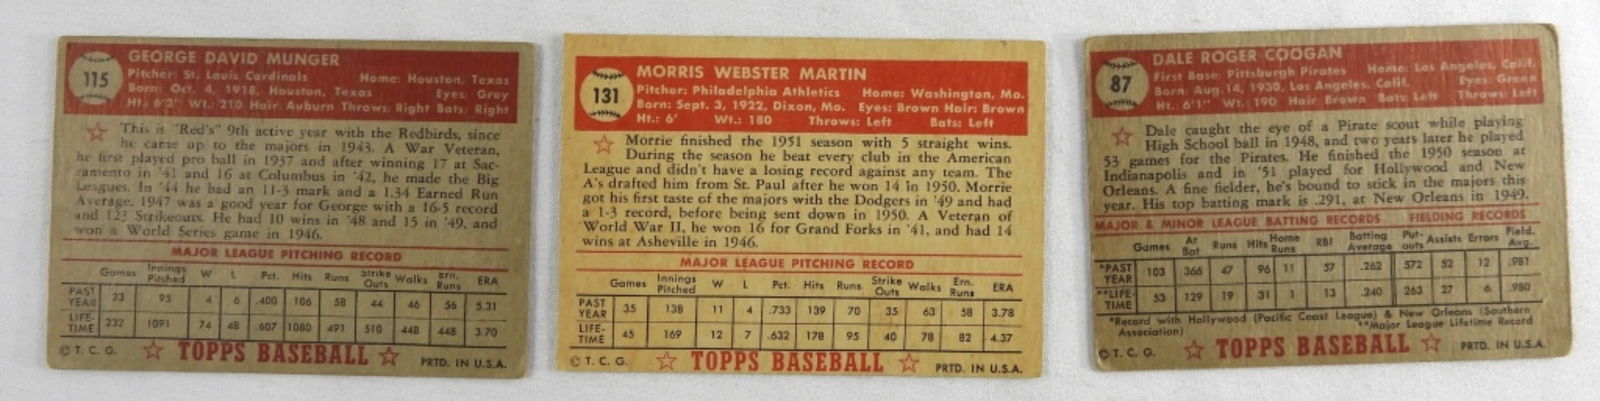 115
GEORGE DAVID MUNGER
Pitcher: St. Louis Cardinals Home: Houston, Texas
Born: Oct. 4, 1918, Houston, Texas Eyes: Grey
Ht.: 6'2" Wt.: 210 Hair: Auburn Throws: Right Bats: Right
This is "Red's" 9th active year with the Redbirds, since
he came up to the majors in 1943. A War Veteran,
he first played pro ball in 1937 and after winning 17 at Sac-
ramento in '41 and 16 at Columbus in '42, he made the Big
Leagues. In '44 he had an 11-3 mark and a 1.34 Earned Run
Average. 1947 was a good year for George with a 16-5 record
and 123 Strikeouts. He had 10 wins in '48 and 15 in '49, and
won a World Series game in 1946.
MAJOR LEAGUE PITCHING RECORD
Games Innings Pitched W L Pct. Hits Runs Strike Outs Walks Ern. Runs ERA
PAST YEAR 23 95 4 6 .400 106 58 44 46 56 5.31
LIFE-TIME 232 1091 74 48 .607 1080 491 510 448 448 3.70
© T. C. G. TOPPS BASEBALL PRTD. IN U.S.A.
131
MORRIS WEBSTER MARTIN
Pitcher: Philadelphia Athletics Home: Washington, Mo.
Born: Sept. 3, 1922, Dixon, Mo. Eyes: Brown Hair: Brown
Ht.: 6' Wt.: 180 Throws: Left Bats: Left
Morrie finished the 1951 season with 5 straight wins.
During the season he beat every club in the American
League and didn't have a losing record against any team. The
A's drafted him from St. Paul after he won 14 in 1950. Morrie
got his first taste of the majors with the Dodgers in '49 and had
a 1-3 record, before being sent down in 1950. A Veteran of
World War II, he won 16 for Grand Forks in '41, and had 14
wins at Asheville in 1946.
MAJOR LEAGUE PITCHING RECORD
Games Innings Pitched W L Pct. Hits Runs Strike Outs Walks Ern. Runs ERA
PAST YEAR 35 138 11 4 .733 139 70 35 63 58 3.78
LIFE-TIME 45 169 12 7 .632 178 95 40 78 82 4.37
© T. C. G. TOPPS BASEBALL PRTD. IN U.S.A.
87
DALE ROGER COOGAN
First Base: Pittsburgh Pirates Home: Los Angeles, Calif.
Born: Aug. 14, 1930, Los Angeles, Calif. Eyes: Green
Ht.: 6'1" Wt.: 190 Hair: Brown Bats: Left Throws: Left
Dale caught the eye of a Pirate scout while playing
High School ball in 1948, and two years later he played
53 games for the Pirates. He finished the 1950 season at
Indianapolis and in '51 played for Hollywood and New
Orleans. A fine fielder, he's bound to stick in the majors this
year. His top batting mark is .291, at New Orleans in 1949.
MAJOR & MINOR LEAGUE BATTING RECORDS FIELDING RECORDS
Games At Bat Runs Hits Home Runs RBI Batting Average Put-outs Assists Errors Field. Avg.
*PAST YEAR 103 366 47 96 11 57 .262 572 52 12 .981
**LIFE-TIME 53 129 19 31 1 13 .240 263 27 6 .980
*Record with Hollywood (Pacific Coast League) & New Orleans (Southern
Association) **Major League Lifetime Record
© T. C. G. TOPPS BASEBALL PRTD. IN U.S.A.